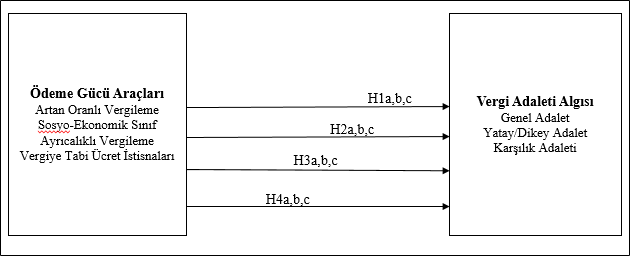 Ödeme Gücü Araçları
Artan Oranlı Vergileme
Sosyo-Ekonomik Sınıf
Ayrıcalıklı Vergileme
Vergiye Tabi Ücret İstisnaları
H1a,b,c
H2a,b,c
H3a,b,c
H4a,b,c
Vergi Adaleti Algısı
Genel Adalet
Yatay/Dikey Adalet
Karşılık Adaleti